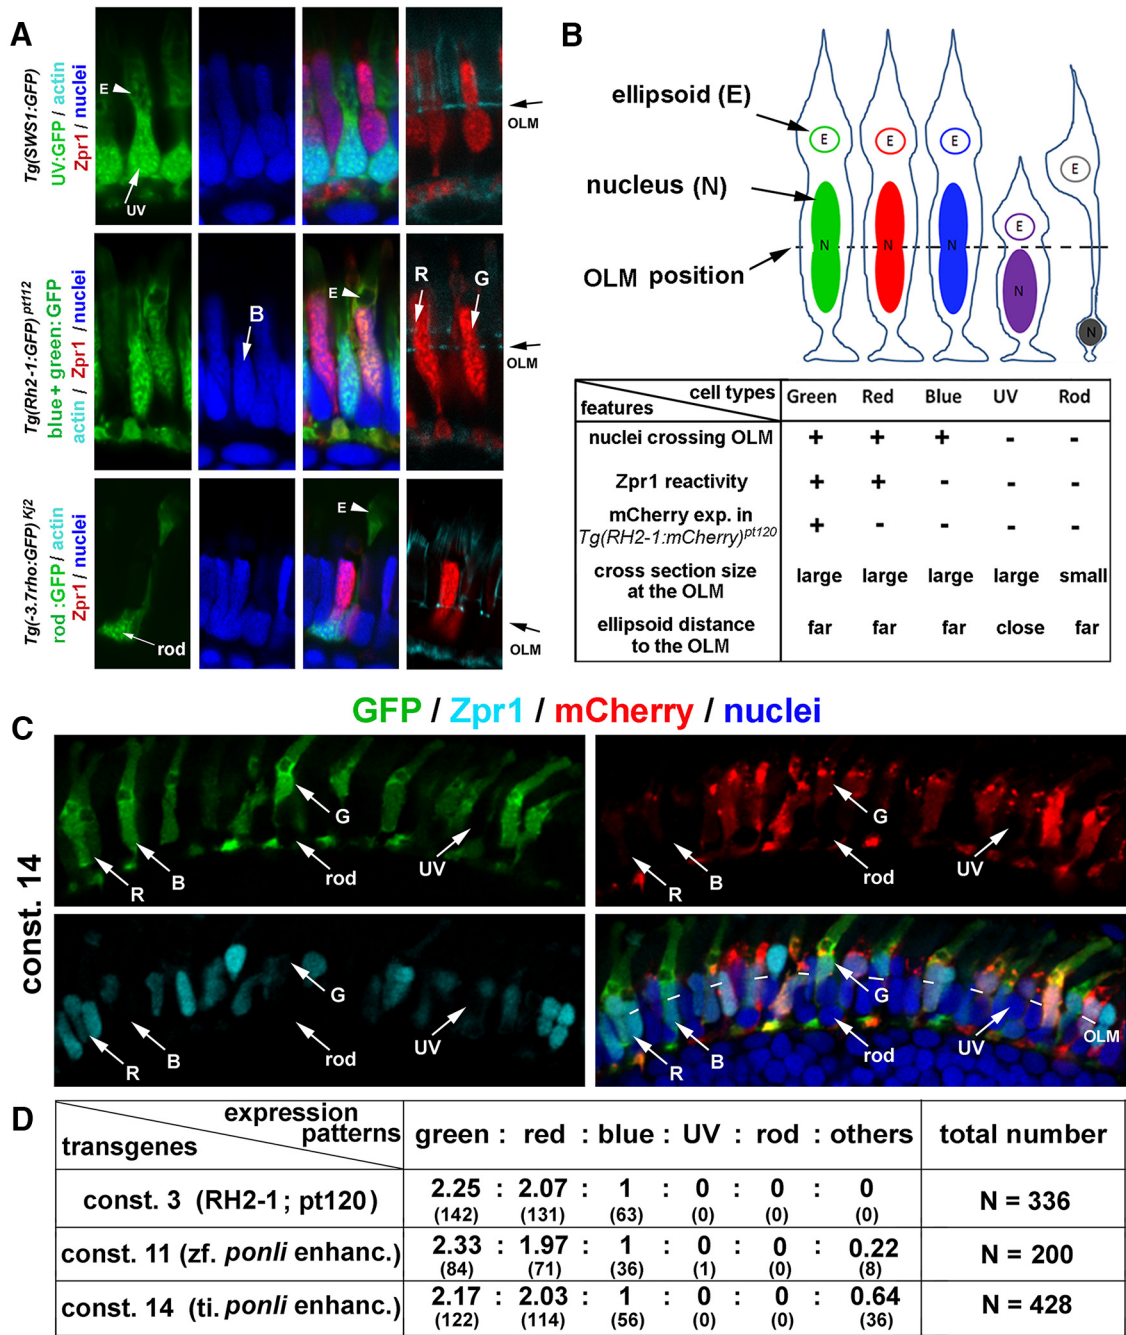 A
Tg(SWS1:GFP)
UV:GFP / actin
Zpr1 / nuclei
E
UV
OLM
Tg(Rh2-1:GFP) pt112
blue + green: GFP
actin / Zpr1 / nuclei
B
E
R
G
OLM
Tg(-3.7rho:GFP) Kj2
rod :GFP / actin
Zpr1 / nuclei
rod
E
OLM
B
ellipsoid (E)
nucleus (N)
OLM position
E E E E E
N N N N N
cell types
features
Green Red Blue UV Rod
nuclei crossing OLM + + + - -
Zpr1 reactivity + + - - -
mCherry exp. in
Tg(RH2-1:mCherry)pt120 + - - - -
cross section size
at the OLM large large large large small
ellipsoid distance
to the OLM far far far close far
C
GFP / Zpr1 / mCherry / nuclei
const. 14
G
UV
rod
B
R
G
UV
rod
B
R
G
UV
rod
B
R
G
UV
rod
B
R
OLM
D
expression
patterns
transgenes
green : red : blue : UV : rod : others
total number
const. 3 (RH2-1 ; pt120) 2.25 : 2.07 : 1 : 0 : 0 : 0 N = 336
(142) (131) (63) (0) (0) (0)
const. 11 (zf. ponli enhanc.) 2.33 : 1.97 : 1 : 0 : 0 : 0.22 N = 200
(84) (71) (36) (1) (0) (8)
const. 14 (ti. ponli enhanc.) 2.17 : 2.03 : 1 : 0 : 0 : 0.64 N = 428
(122) (114) (56) (0) (0) (36)